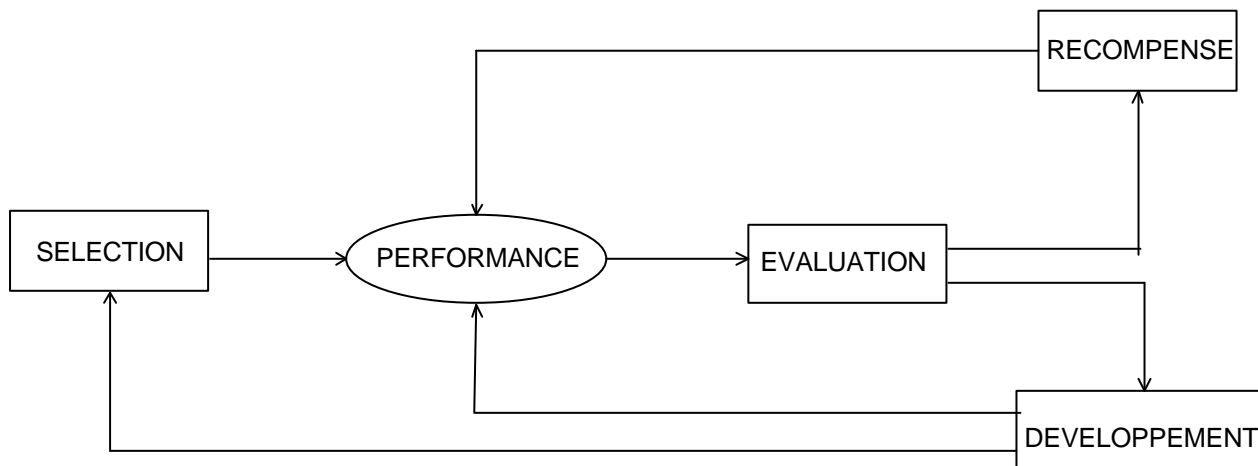 RECOMPENSE
SELECTION
PERFORMANCE
EVALUATION
DEVELOPPEMENT